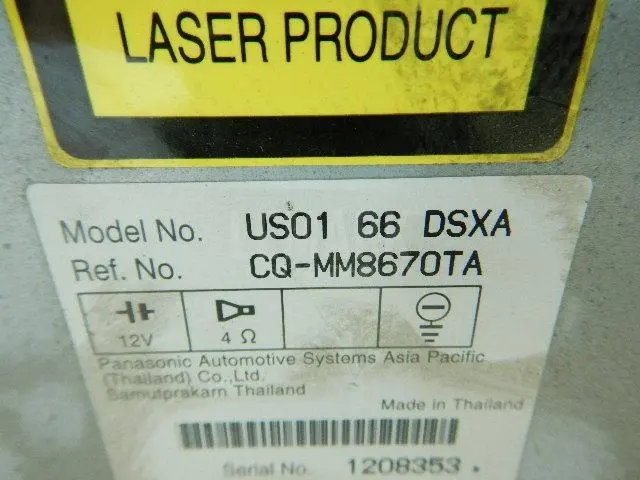 LASER PRODUCT
Model No. US01 66 DSXA
Ref. No. CQ-MM8670TA
12V 4 Ω
Panasonic Automotive Systems Asia Pacific
(Thailand) Co.,Ltd.
Samutprakarn Thailand
Made in Thailand
Serial No. 1208353.